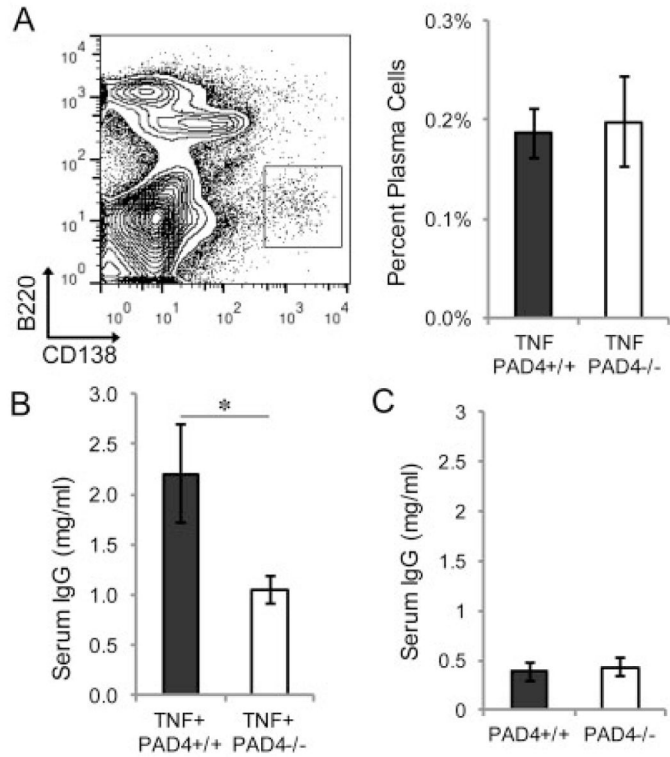 A
10^4
10^3
10^2
10^1
10^0
B220
10^0 10^1 10^2 10^3 10^4
CD138
Percent Plasma Cells
0.3%
0.2%
0.1%
0.0%
TNF TNF
PAD4+/+ PAD4-/-
B
Serum IgG (mg/ml)
3.0
2.5
2.0
1.5
1.0
0.5
0.0
*
TNF+ TNF+
PAD4+/+ PAD4-/-
C
Serum IgG (mg/ml)
3
2.5
2
1.5
1
0.5
0
PAD4+/+ PAD4-/-